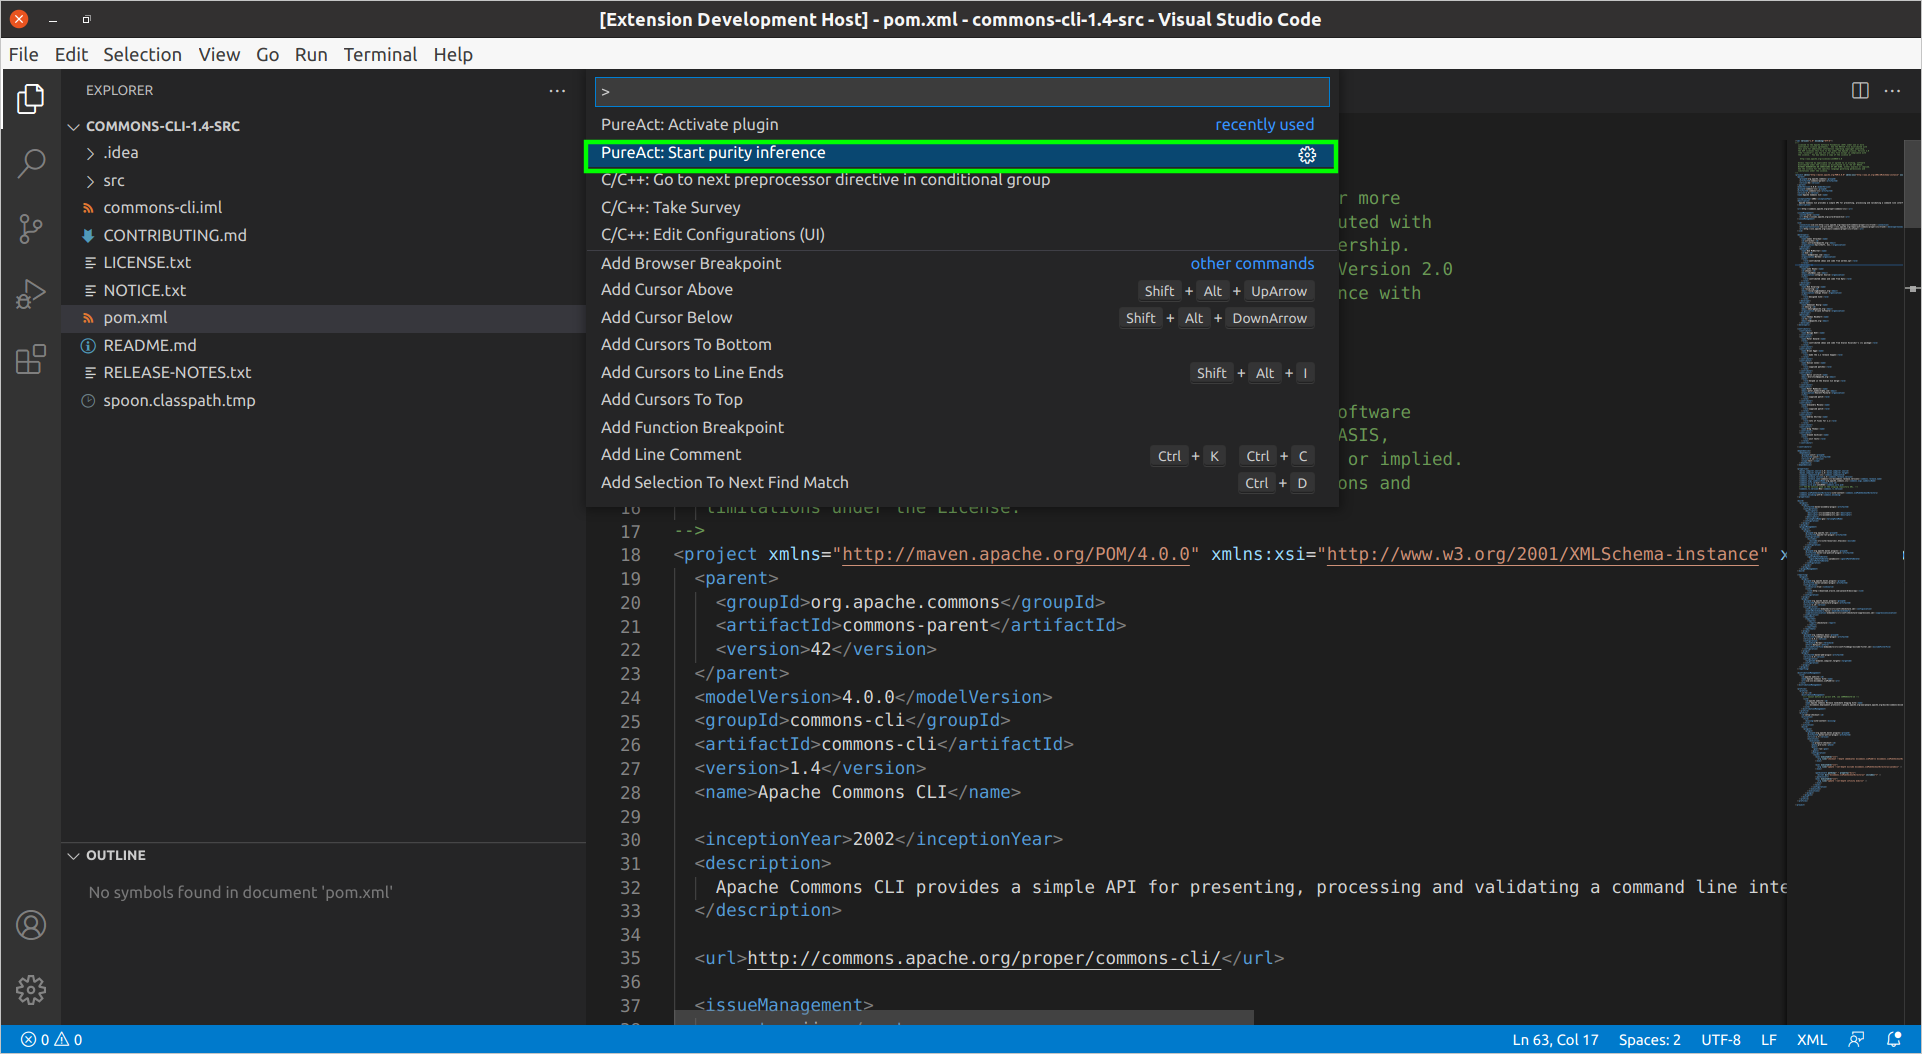 [Extension Development Host] - pom.xml - commons-cli-1.4-src - Visual Studio Code
File Edit Selection View Go Run Terminal Help
EXPLORER
COMMONS-CLI-1.4-SRC
.idea
src
commons-cli.iml
CONTRIBUTING.md
LICENSE.txt
NOTICE.txt
pom.xml
README.md
RELEASE-NOTES.txt
spoon.classpath.tmp
OUTLINE
No symbols found in document 'pom.xml'
>
PureAct: Activate plugin recently used
PureAct: Start purity inference
C/C++: Go to next preprocessor directive in conditional group
C/C++: Take Survey
C/C++: Edit Configurations (UI)
Add Browser Breakpoint other commands
Add Cursor Above Shift + Alt + UpArrow
Add Cursor Below Shift + Alt + DownArrow
Add Cursors To Bottom
Add Cursors to Line Ends Shift + Alt + I
Add Cursors To Top
Add Function Breakpoint
Add Line Comment Ctrl + K Ctrl + C
Add Selection To Next Find Match Ctrl + D
r more
uted with
ership.
Version 2.0
nce with
oftware
ASIS,
or implied.
ons and
16 limitations under the License.
17 -->
18 <project xmlns="http://maven.apache.org/POM/4.0.0" xmlns:xsi="http://www.w3.org/2001/XMLSchema-instance" x
19 <parent>
20 <groupId>org.apache.commons</groupId>
21 <artifactId>commons-parent</artifactId>
22 <version>42</version>
23 </parent>
24 <modelVersion>4.0.0</modelVersion>
25 <groupId>commons-cli</groupId>
26 <artifactId>commons-cli</artifactId>
27 <version>1.4</version>
28 <name>Apache Commons CLI</name>
29
30 <inceptionYear>2002</inceptionYear>
31 <description>
32 Apache Commons CLI provides a simple API for presenting, processing and validating a command line inte
33 </description>
34
35 <url>http://commons.apache.org/proper/commons-cli/</url>
36
37 <issueManagement>
0 0 Ln 63, Col 17 Spaces: 2 UTF-8 LF XML